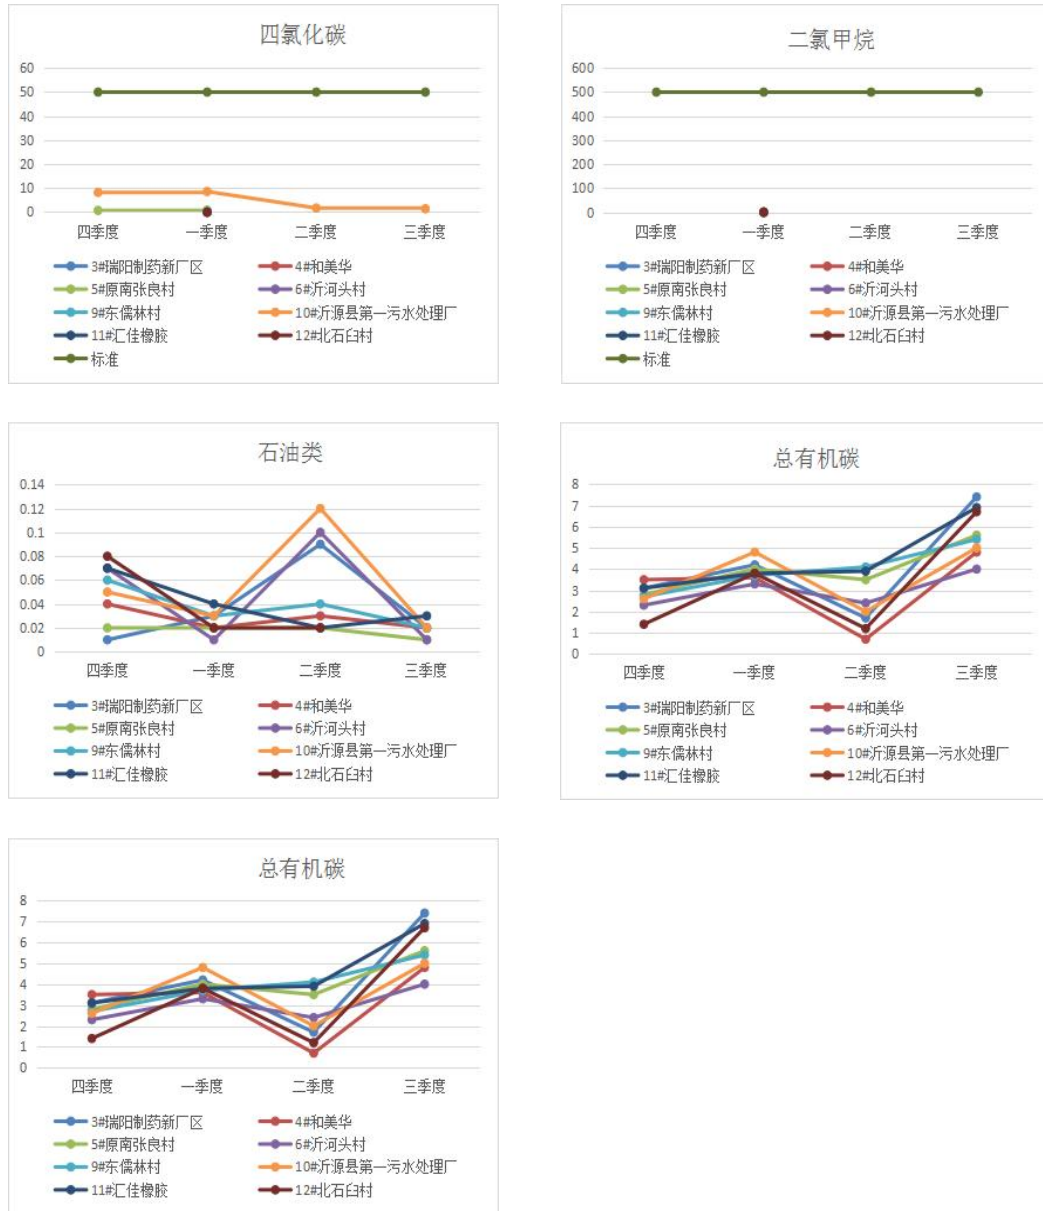 四氯化碳
60
50
40
30
20
10
0
四季度 一季度 二季度 三季度
3#瑞阳制药新厂区 4#和美华
5#原南张良村 6#沂河头村
9#东儒林村 10#沂源县第一污水处理厂
11#汇佳橡胶 12#北石臼村
标准
二氯甲烷
600
500
400
300
200
100
0
四季度 一季度 二季度 三季度
3#瑞阳制药新厂区 4#和美华
5#原南张良村 6#沂河头村
9#东儒林村 10#沂源县第一污水处理厂
11#汇佳橡胶 12#北石臼村
标准
石油类
0.14
0.12
0.1
0.08
0.06
0.04
0.02
0
四季度 一季度 二季度 三季度
3#瑞阳制药新厂区 4#和美华
5#原南张良村 6#沂河头村
9#东儒林村 10#沂源县第一污水处理厂
11#汇佳橡胶 12#北石臼村
总有机碳
8
7
6
5
4
3
2
1
0
四季度 一季度 二季度 三季度
3#瑞阳制药新厂区 4#和美华
5#原南张良村 6#沂河头村
9#东儒林村 10#沂源县第一污水处理厂
11#汇佳橡胶 12#北石臼村
总有机碳
8
7
6
5
4
3
2
1
0
四季度 一季度 二季度 三季度
3#瑞阳制药新厂区 4#和美华
5#原南张良村 6#沂河头村
9#东儒林村 10#沂源县第一污水处理厂
11#汇佳橡胶 12#北石臼村